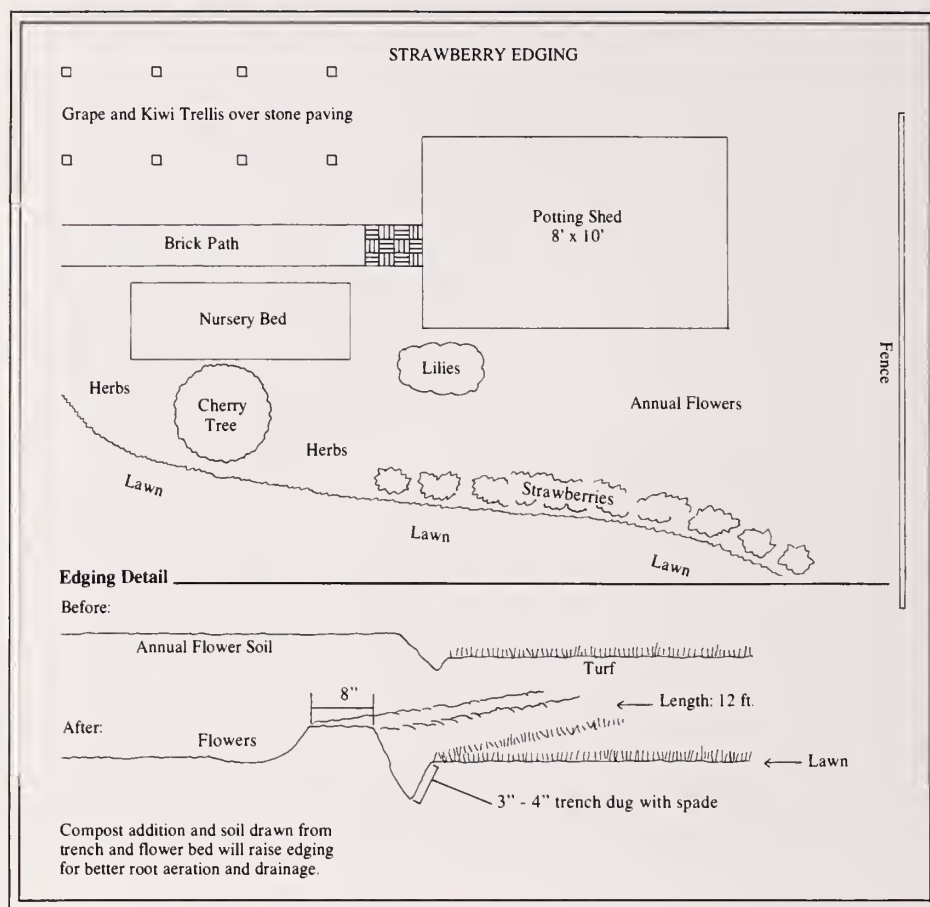 STRAWBERRY EDGING
Grape and Kiwi Trellis over stone paving
Potting Shed
8' x 10'
Brick Path
Nursery Bed
Lilies
Fence
Herbs
Cherry
Tree
Annual Flowers
Herbs
Lawn
Strawberries
Lawn
Lawn
Edging Detail
Before:
Annual Flower Soil
Turf
8"
Length: 12 ft.
After:
Flowers
Lawn
3" - 4" trench dug with spade
Compost addition and soil drawn from
trench and flower bed will raise edging
for better root aeration and drainage.